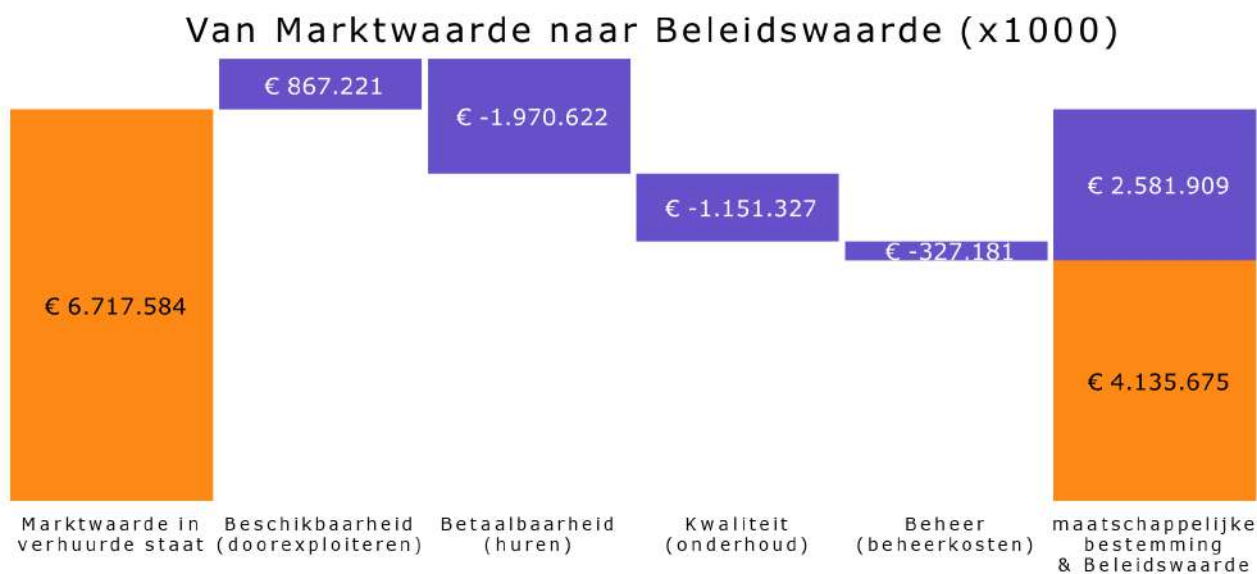 Van Marktwaarde naar Beleidswaarde (x1000)
€ 867.221
€ -1.970.622
€ 2.581.909
€ -1.151.327
€ -327.181
€ 6.717.584
€ 4.135.675
Marktwaarde in
verhuurde staat
Beschikbaarheid
(doorexploiteren)
Betaalbaarheid
(huren)
Kwaliteit
(onderhoud)
Beheer
(beheerkosten)
maatschappelijke
bestemming
& Beleidswaarde